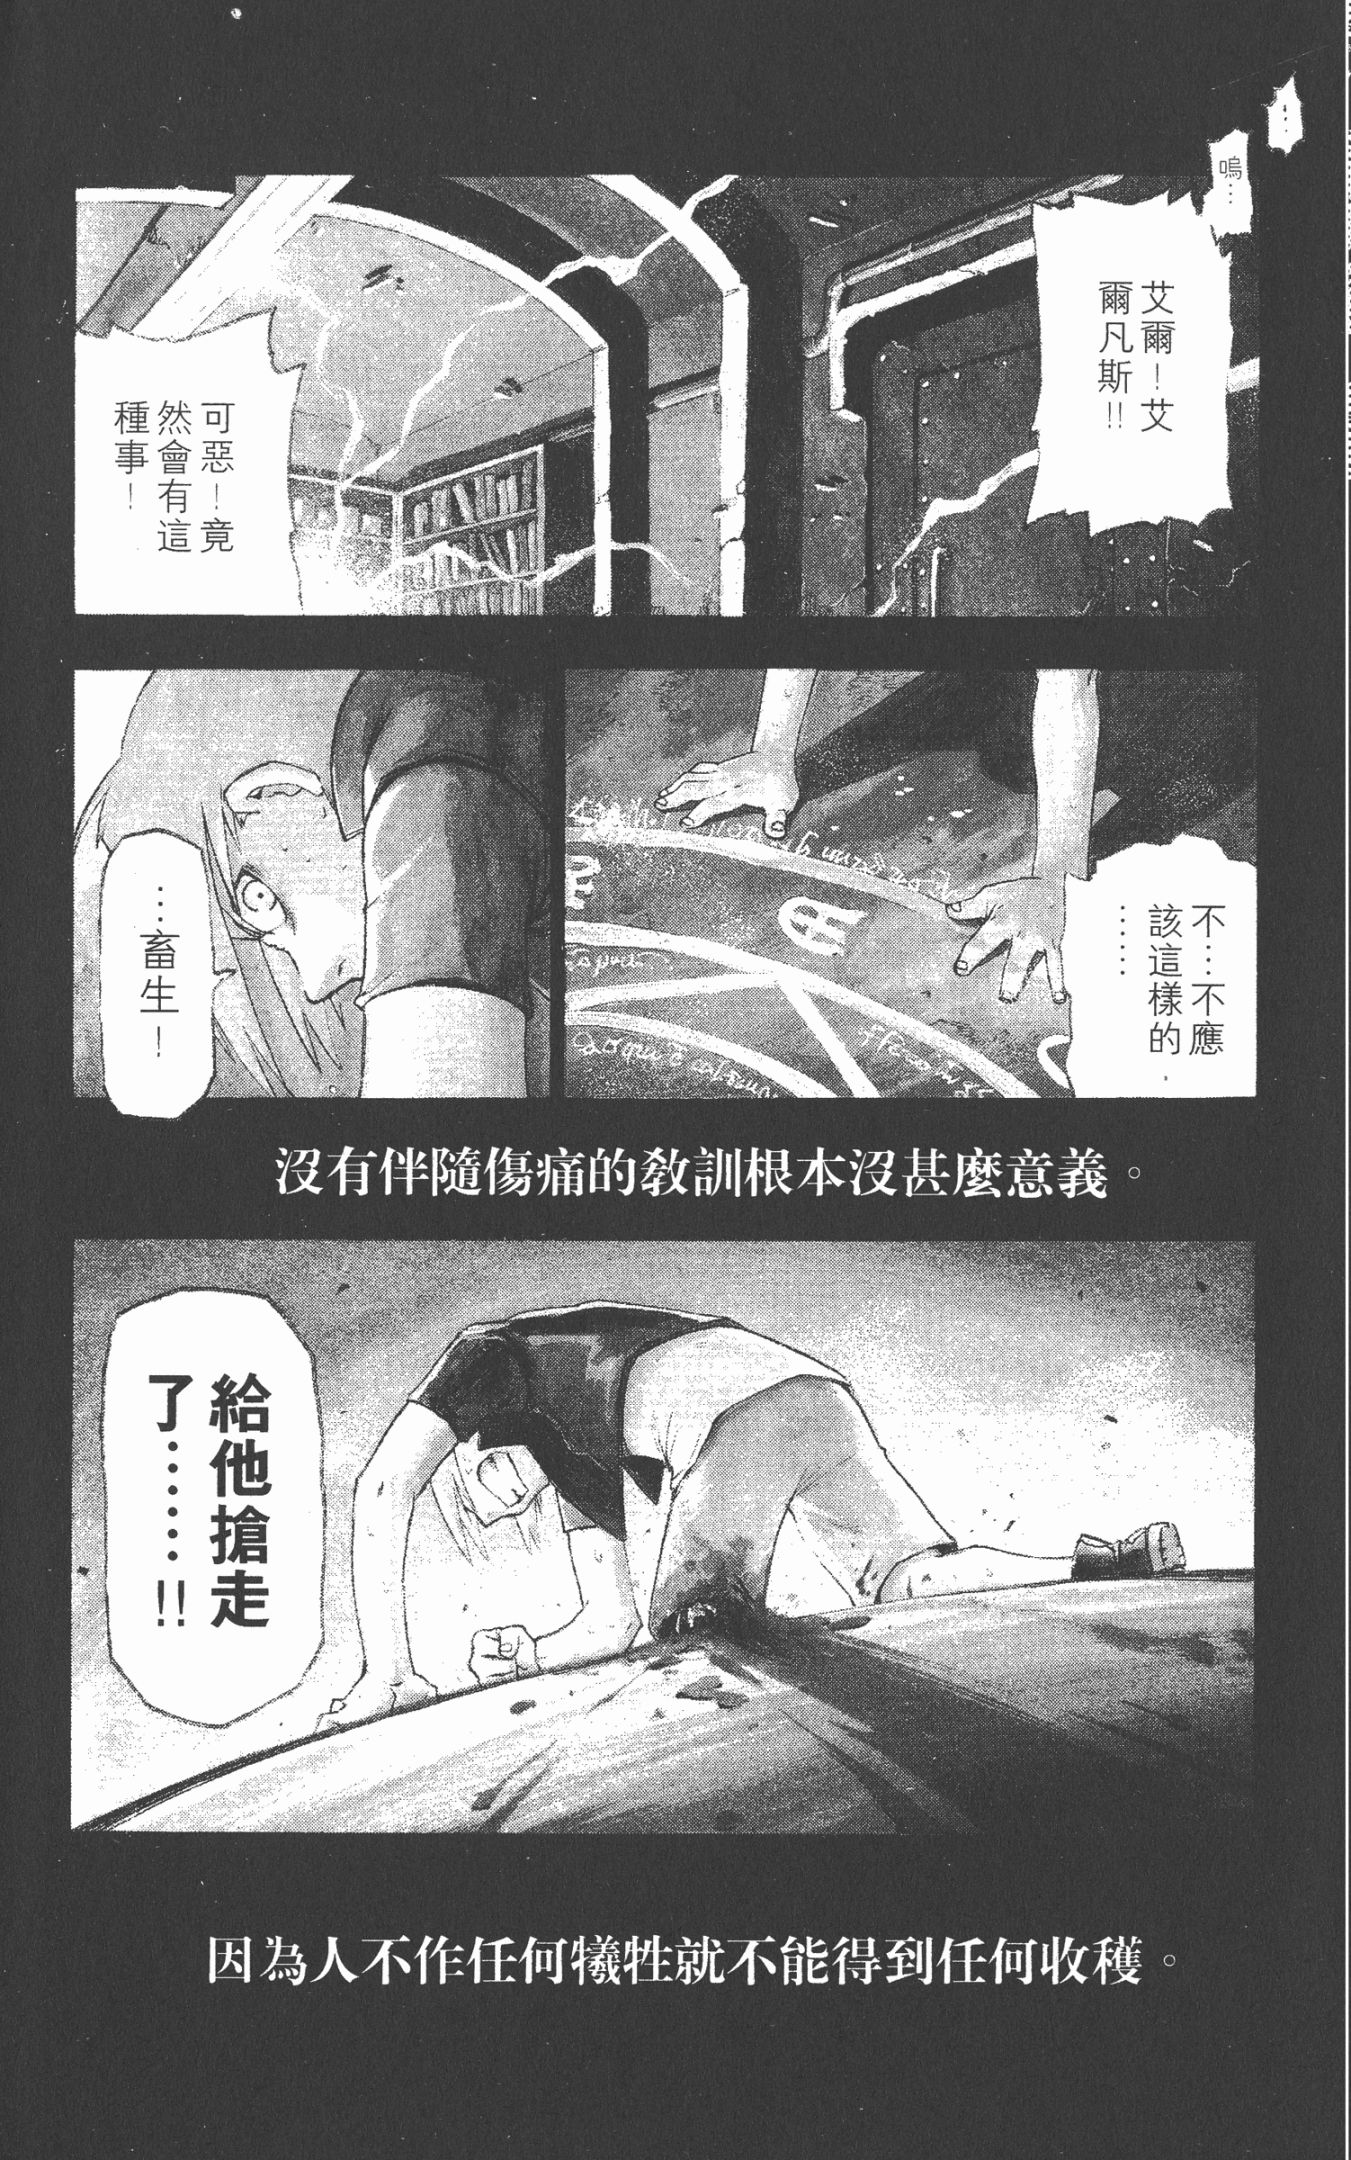 …
嗚…
艾爾！艾
爾凡斯!!
可惡！竟
然會有這
種事！
不…不應
該這樣的
……
…畜生！
沒有伴隨傷痛的教訓根本沒甚麼意義。
給他搶走
了………!!
因為人不作任何犧牲就不能得到任何收穫。